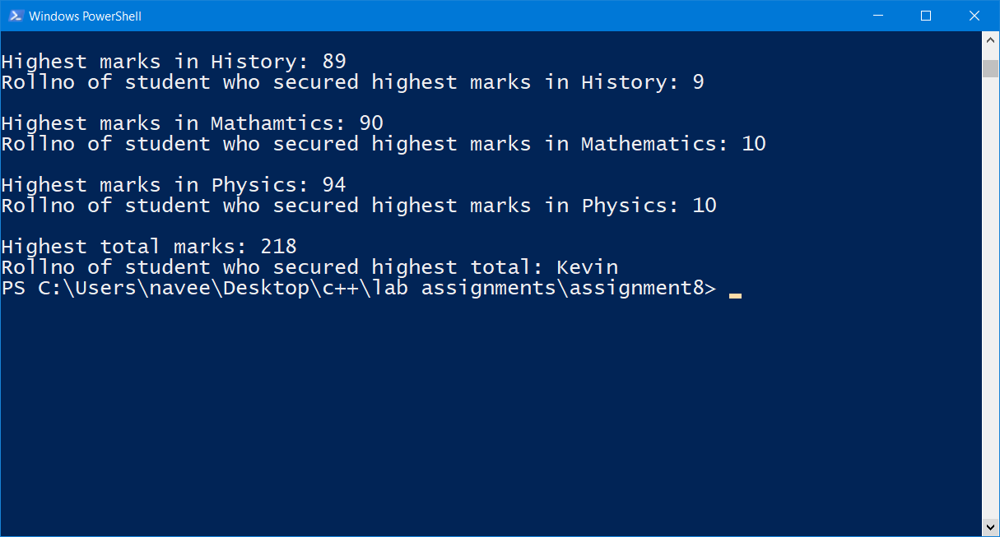 Windows PowerShell
Highest marks in History: 89
Rollno of student who secured highest marks in History: 9
Highest marks in Mathamtics: 90
Rollno of student who secured highest marks in Mathematics: 10
Highest marks in Physics: 94
Rollno of student who secured highest marks in Physics: 10
Highest total marks: 218
Rollno of student who secured highest total: Kevin
PS C:\Users\navee\Desktop\c++\lab assignments\assignment8>